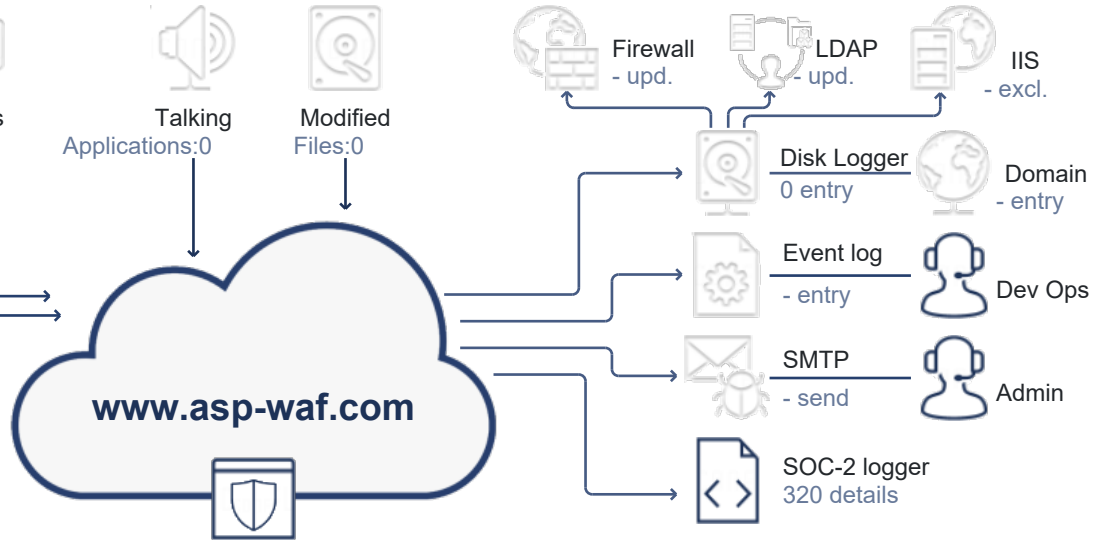 Firewall
- upd.
LDAP
- upd.
IIS
- excl.
s
Talking
Applications:0
Modified
Files:0
Disk Logger
0 entry
Domain
- entry
Event log
- entry
Dev Ops
SMTP
- send
Admin
www.asp-waf.com
SOC-2 logger
320 details